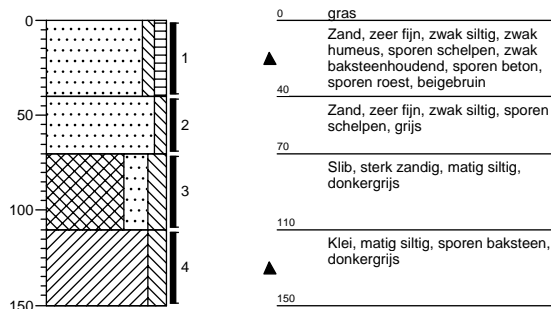 0
50
100
150
1
2
3
4
0 gras
Zand, zeer fijn, zwak siltig, zwak
humeus, sporen schelpen, zwak
baksteenhoudend, sporen beton,
sporen roest, beigebruin
40
Zand, zeer fijn, zwak siltig, sporen
schelpen, grijs
70
Slib, sterk zandig, matig siltig,
donkergrijs
110
Klei, matig siltig, sporen baksteen,
donkergrijs
150